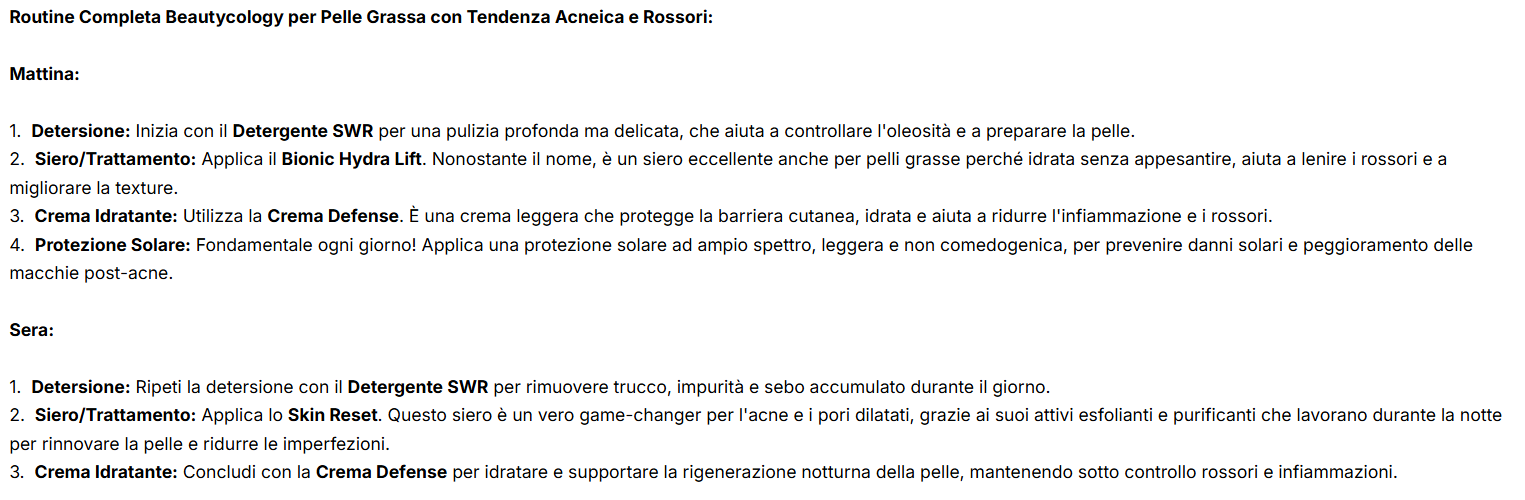 Routine Completa Beautycology per Pelle Grassa con Tendenza Acneica e Rossori:
Mattina:
1. Detersione: Inizia con il Detergente SWR per una pulizia profonda ma delicata, che aiuta a controllare l'oleosità e a preparare la pelle.
2. Siero/Trattamento: Applica il Bionic Hydra Lift. Nonostante il nome, è un siero eccellente anche per pelli grasse perché idrata senza appesantire, aiuta a lenire i rossori e a
migliorare la texture.
3. Crema Idratante: Utilizza la Crema Defense. È una crema leggera che protegge la barriera cutanea, idrata e aiuta a ridurre l'infiammazione e i rossori.
4. Protezione Solare: Fondamentale ogni giorno! Applica una protezione solare ad ampio spettro, leggera e non comedogenica, per prevenire danni solari e peggioramento delle
macchie post-acne.
Sera:
1. Detersione: Ripeti la detersione con il Detergente SWR per rimuovere trucco, impurità e sebo accumulato durante il giorno.
2. Siero/Trattamento: Applica lo Skin Reset. Questo siero è un vero game-changer per l'acne e i pori dilatati, grazie ai suoi attivi esfolianti e purificanti che lavorano durante la notte
per rinnovare la pelle e ridurre le imperfezioni.
3. Crema Idratante: Concludi con la Crema Defense per idratare e supportare la rigenerazione notturna della pelle, mantenendo sotto controllo rossori e infiammazioni.